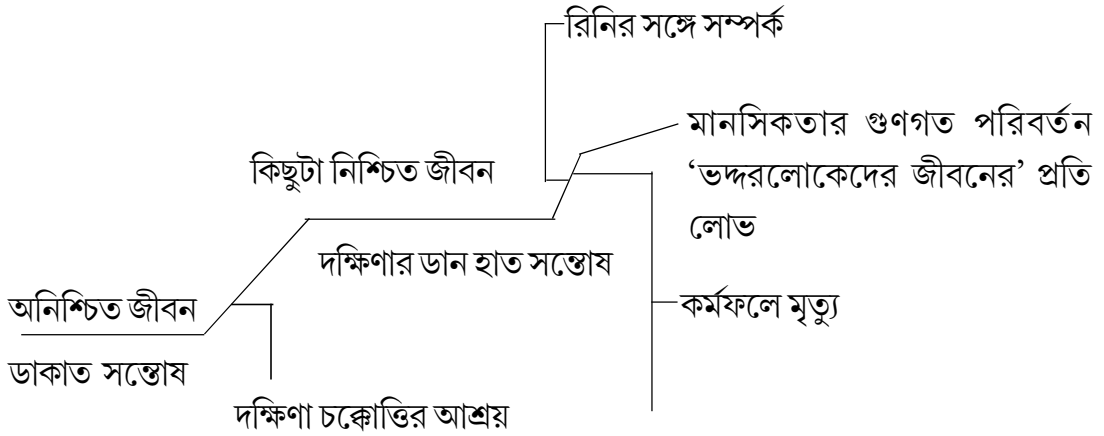 রিনির সঙ্গে সম্পর্ক
মানসিকতার গুণগত পরিবর্তন
‘ভদ্দরলোকেদের জীবনের’ প্রতি
লোভ
কিছুটা নিশ্চিত জীবন
দক্ষিণার ডান হাত সন্তোষ
অনিশ্চিত জীবন
কর্মফলে মৃত্যু
ডাকাত সন্তোষ
দক্ষিণা চক্কোত্তির আশ্রয়